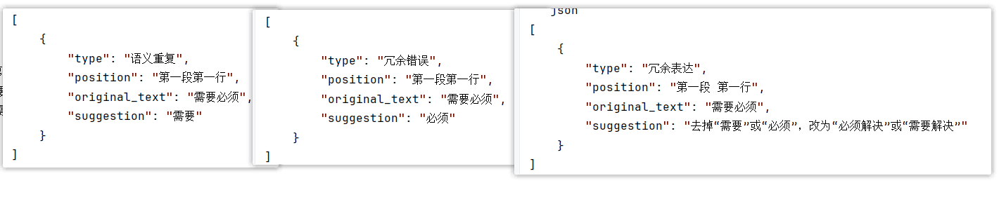 [
    {
        "type": "语义重复",
        "position": "第一段第一行",
        "original_text": "需要必须",
        "suggestion": "需要"
    }
]
[
    {
        "type": "冗余错误",
        "position": "第一段第一行",
        "original_text": "需要必须",
        "suggestion": "必须"
    }
]
json
[
    {
        "type": "冗余表达",
        "position": "第一段 第一行",
        "original_text": "需要必须",
        "suggestion": "去掉“需要”或“必须”，改为“必须解决”或“需要解决”"
    }
]